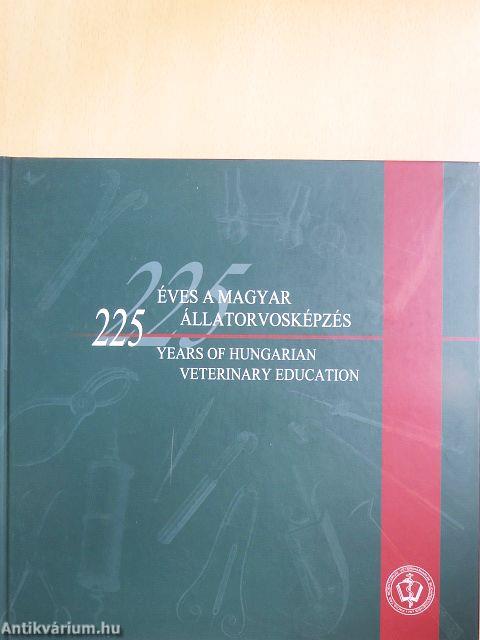 225
ÉVES A MAGYAR
ÁLLATORVOSKÉPZÉS
225
YEARS OF HUNGARIAN
VETERINARY EDUCATION
Antikvárium.hu